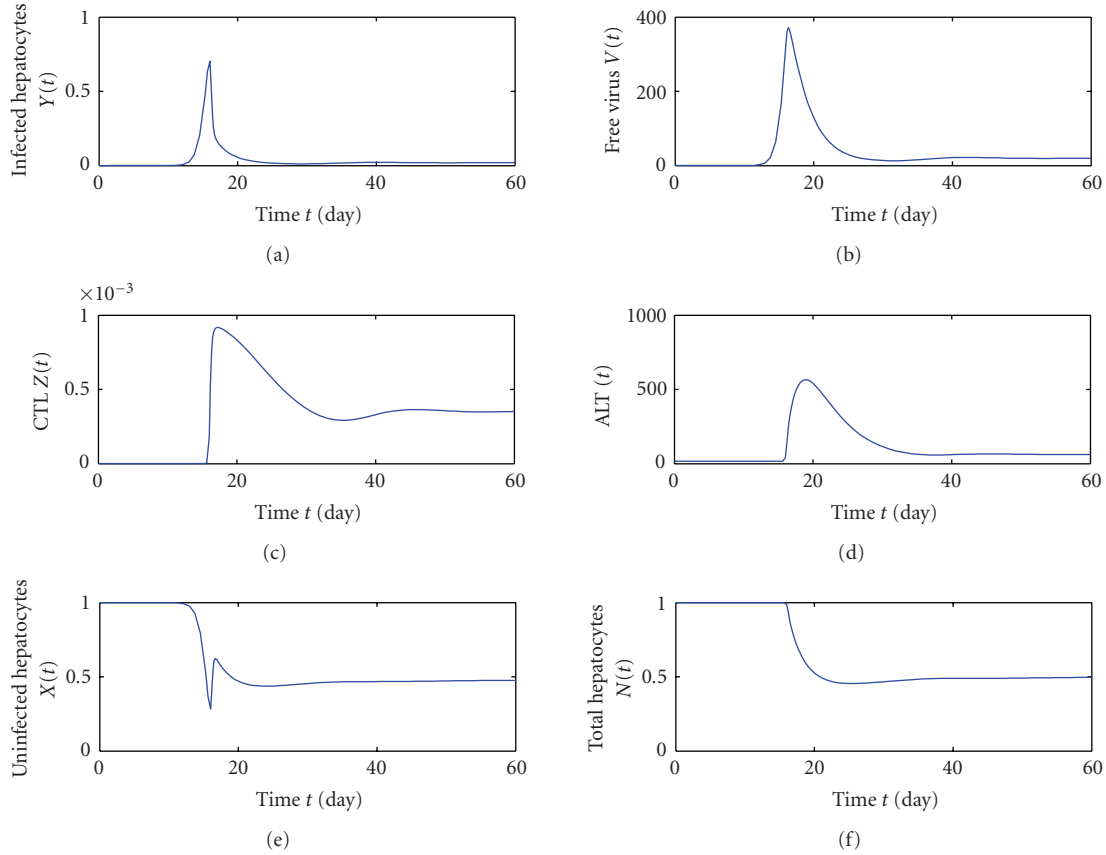 Infected hepatocytes
Y(t)
1
0.5
0
0 20 40 60
Time t (day)
(a)
Free virus V(t)
400
200
0
0 20 40 60
Time t (day)
(b)
×10−3
CTL Z(t)
1
0.5
0
0 20 40 60
Time t (day)
(c)
ALT (t)
1000
500
0
0 20 40 60
Time t (day)
(d)
Uninfected hepatocytes
X(t)
1
0.5
0
0 20 40 60
Time t (day)
(e)
Total hepatocytes
N(t)
1
0.5
0
0 20 40 60
Time t (day)
(f)